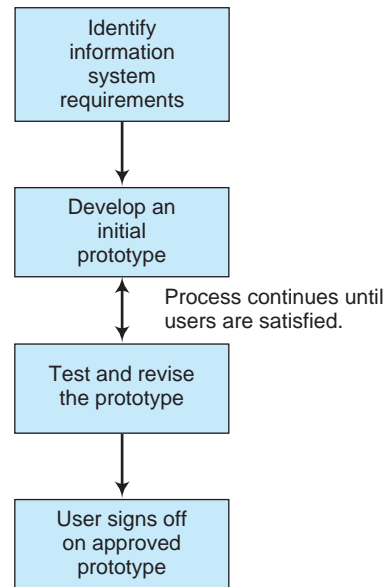 Identify
information
system
requirements
Develop an
initial
prototype
Process continues until
users are satisfied.
Test and revise
the prototype
User signs off
on approved
prototype